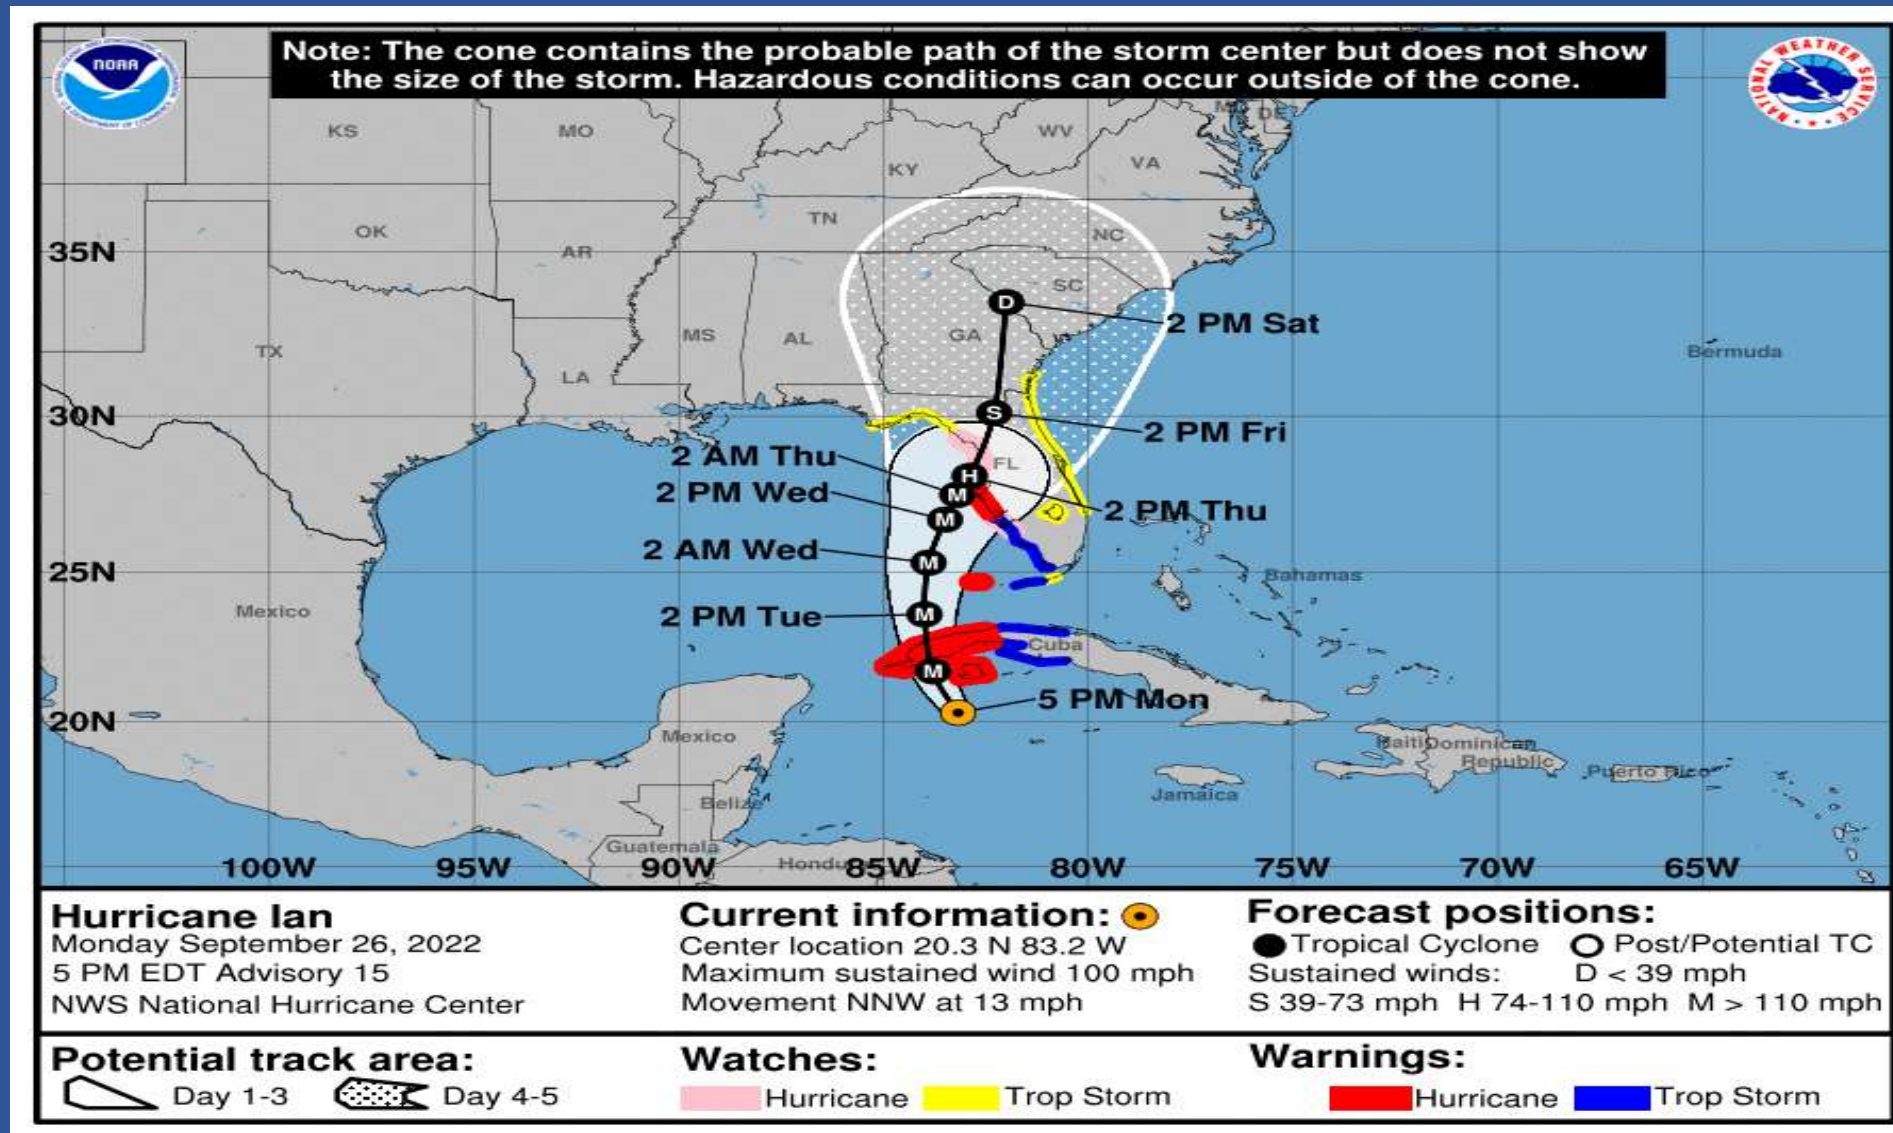 Note: The cone contains the probable path of the storm center but does not show
the size of the storm. Hazardous conditions can occur outside of the cone.
NOAA
NATIONAL WEATHER SERVICE
KS
MO
WV
DE
VA
KY
TN
NC
OK
AR
35N
SC
2 PM Sat
MS
AL
GA
TX
Bermuda
LA
30N
2 PM Fri
2 AM Thu
FL
2 PM Wed
2 PM Thu
2 AM Wed
25N
Bahamas
Mexico
2 PM Tue
Cuba
5 PM Mon
20N
Mexico
Haiti
Dominican
Republic
Puerto Rico
Belize
Jamaica
Guatemala
D
S
H
M
M
M
M
M
100W
95W
90W
85W
80W
75W
70W
65W
Hurricane Ian
Monday September 26, 2022
5 PM EDT Advisory 15
NWS National Hurricane Center
Current information:
Center location 20.3 N 83.2 W
Maximum sustained wind 100 mph
Movement NNW at 13 mph
Forecast positions:
Tropical Cyclone Post/Potential TC
Sustained winds: D < 39 mph
S 39-73 mph H 74-110 mph M > 110 mph
Potential track area:
Day 1-3 Day 4-5
Watches:
Hurricane Trop Storm
Warnings:
Hurricane Trop Storm